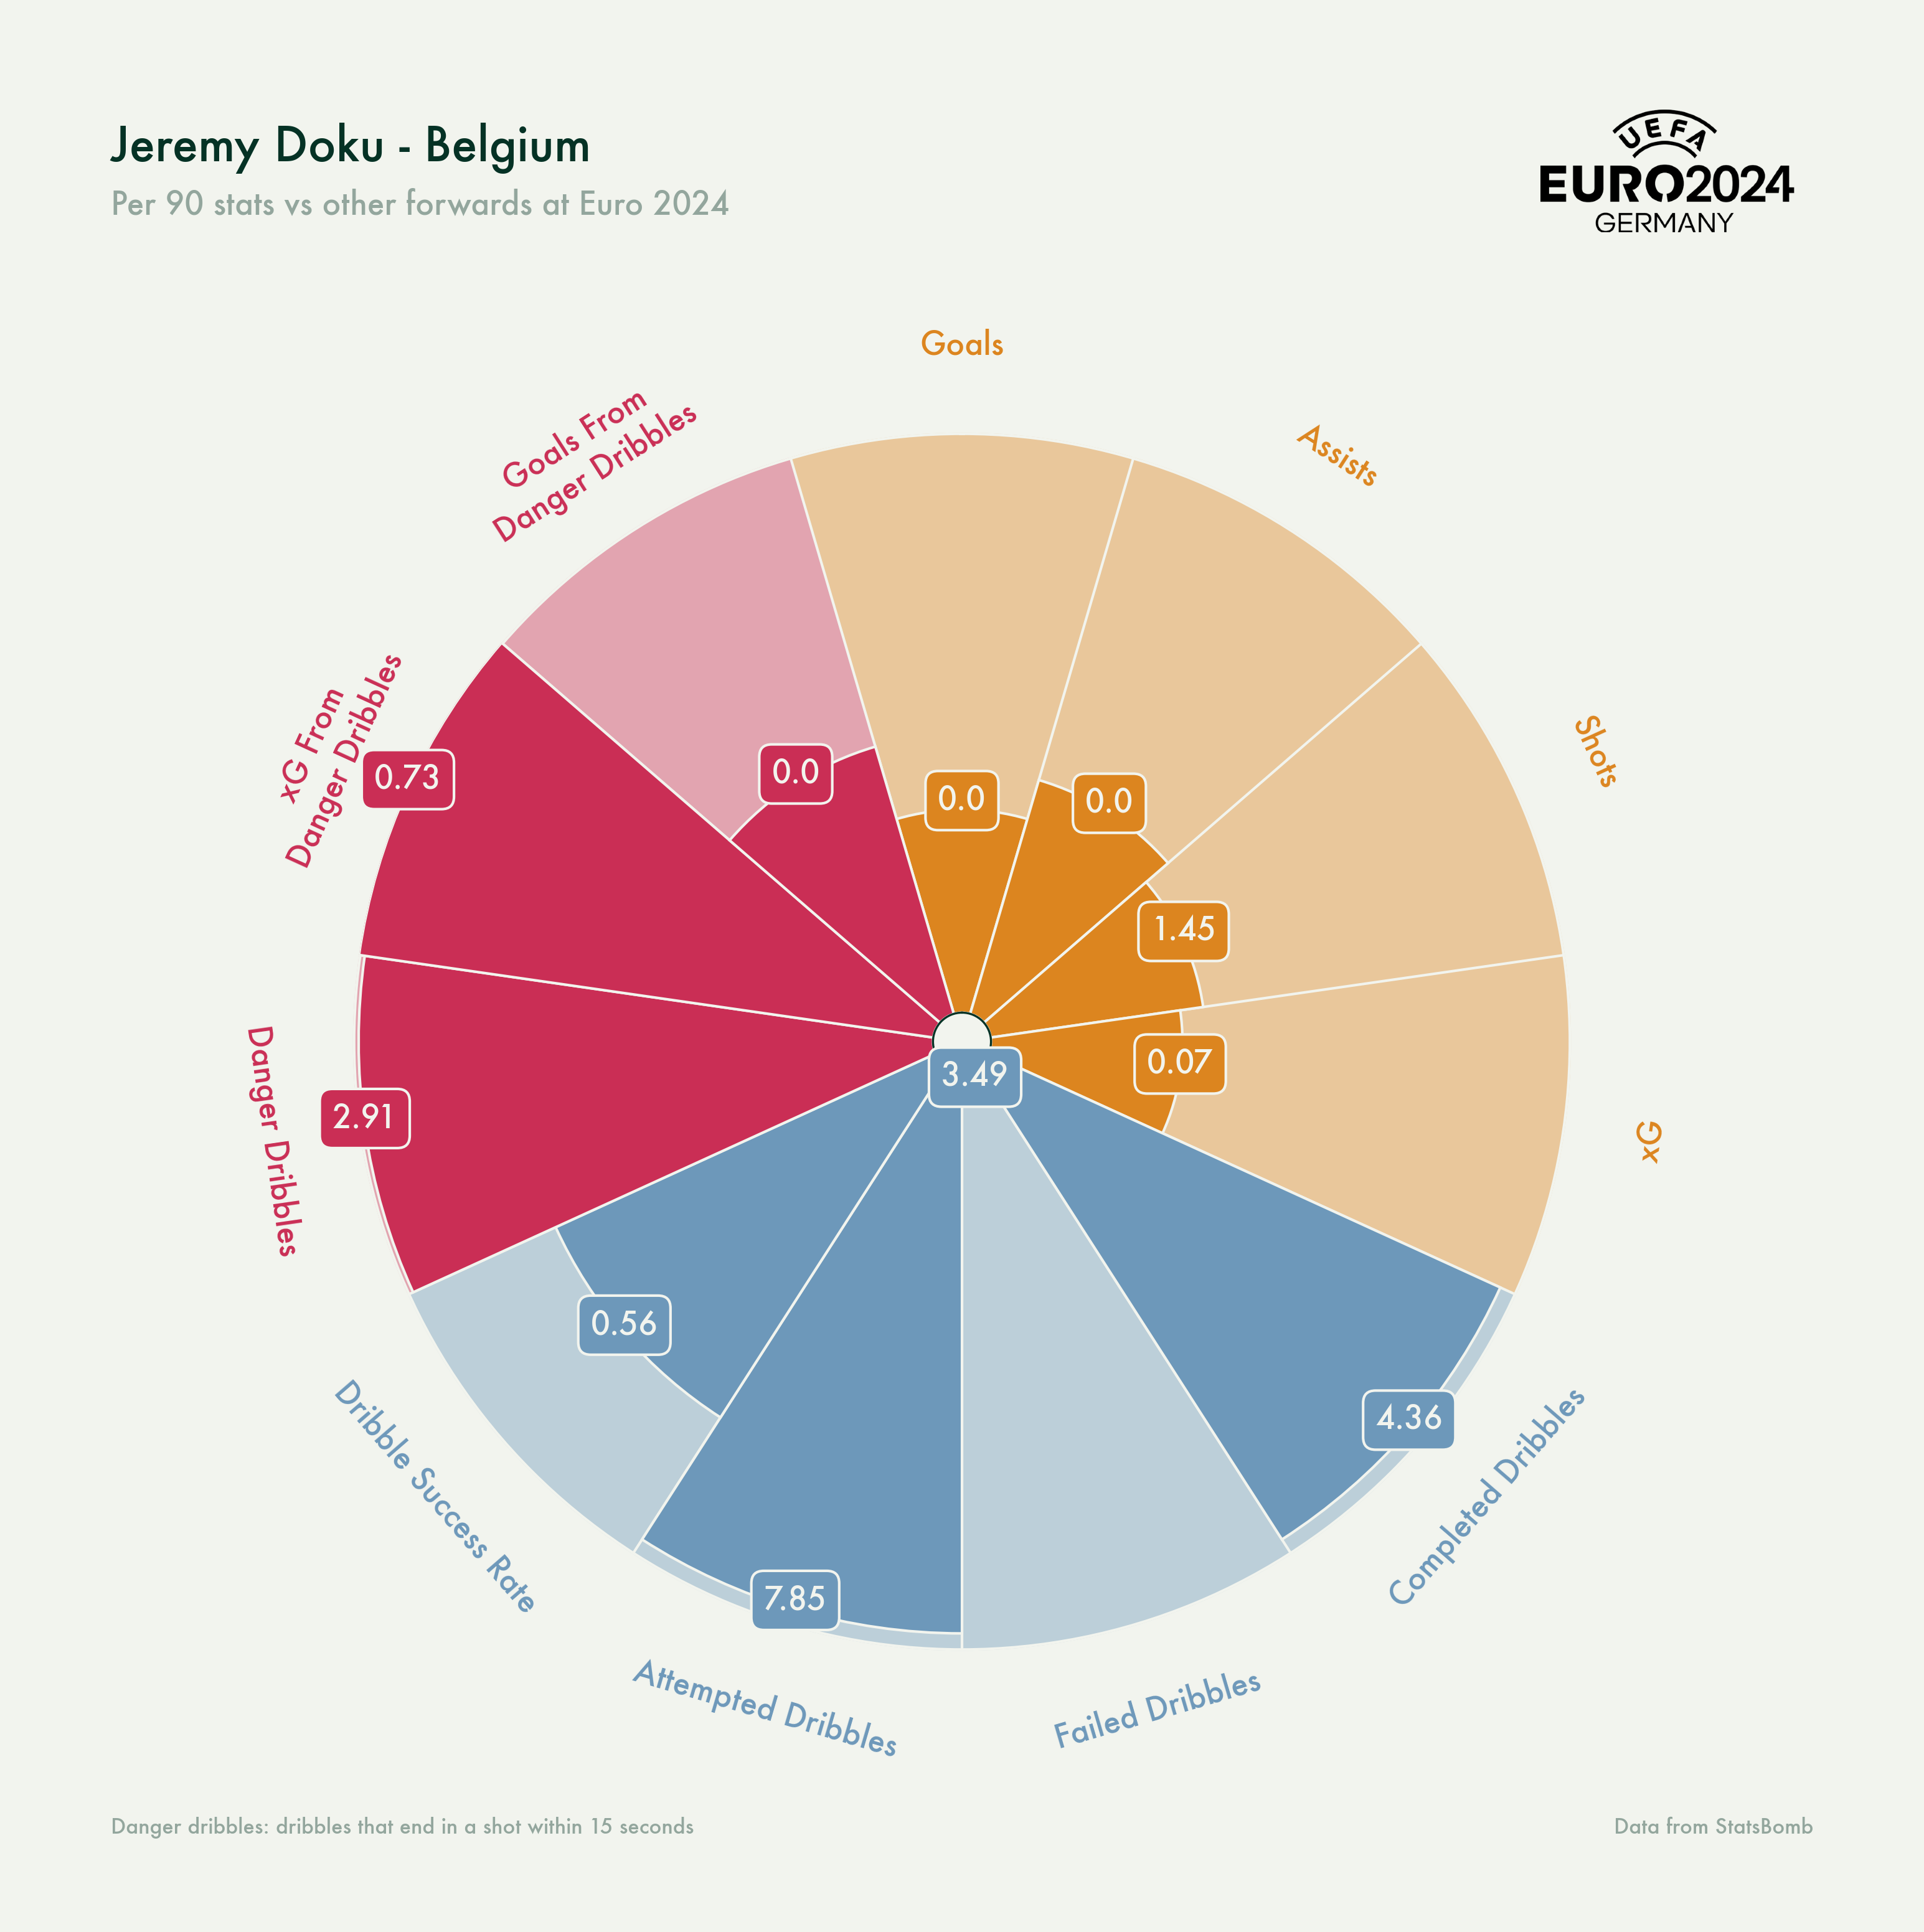 Jeremy Doku - Belgium
Per 90 stats vs other forwards at Euro 2024
UEFA
EURO2024
GERMANY
Goals
Assists
Shots
xG
Completed Dribbles
Failed Dribbles
Attempted Dribbles
Dribble Success Rate
Danger Dribbles
xG From
Danger Dribbles
Goals From
Danger Dribbles
0.0
0.0
1.45
0.07
4.36
3.49
7.85
0.56
2.91
0.73
0.0
Danger dribbles: dribbles that end in a shot within 15 seconds
Data from StatsBomb